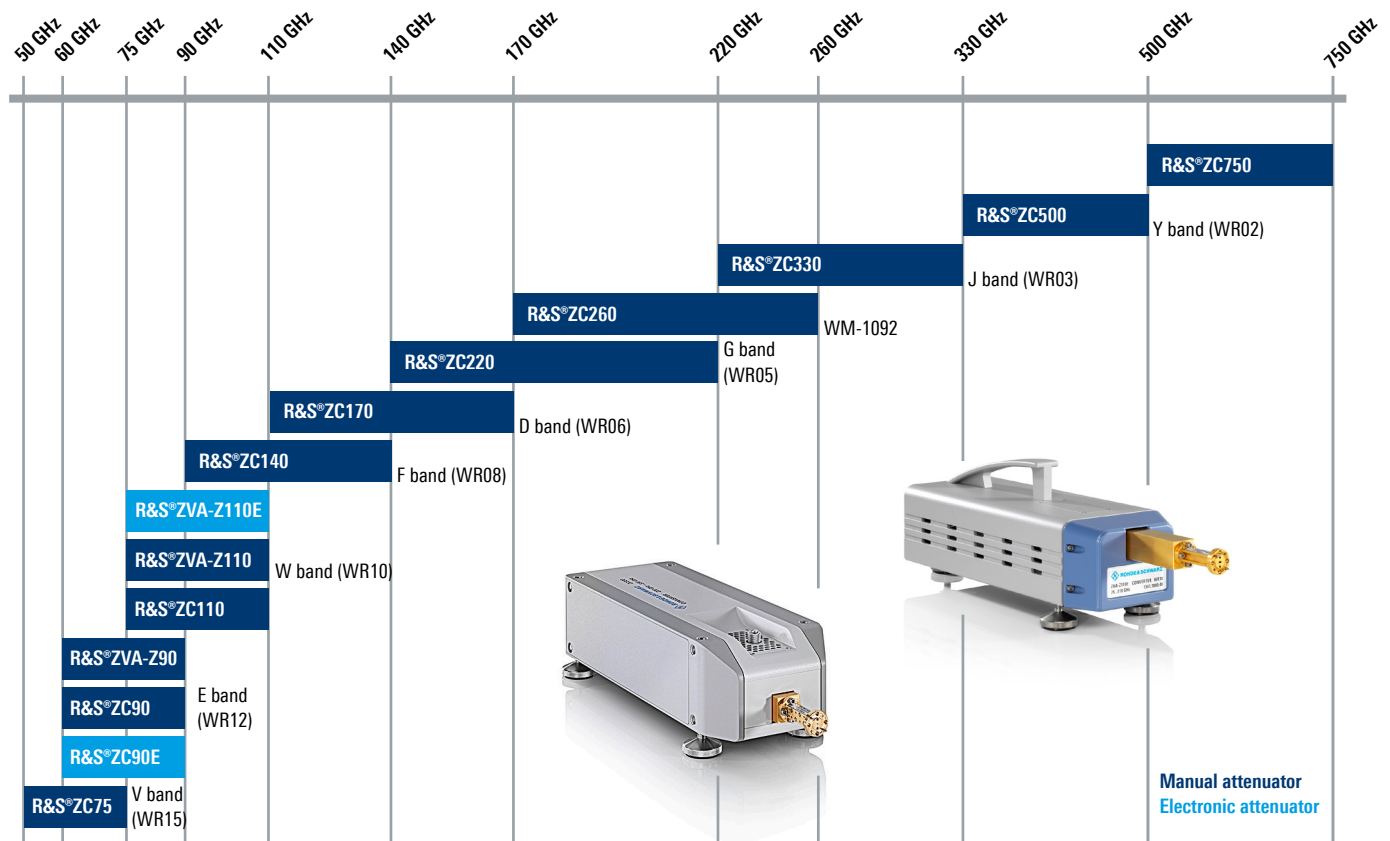 50 GHz
60 GHz
75 GHz
90 GHz
110 GHz
140 GHz
170 GHz
220 GHz
260 GHz
330 GHz
500 GHz
750 GHz
R&S®ZC750
R&S®ZC500
Y band (WR02)
R&S®ZC330
J band (WR03)
R&S®ZC260
WM-1092
R&S®ZC220
G band
(WR05)
R&S®ZC170
D band (WR06)
R&S®ZC140
F band (WR08)
R&S®ZVA-Z110E
R&S®ZVA-Z110
W band (WR10)
R&S®ZC110
R&S®ZVA-Z90
R&S®ZC90
E band
(WR12)
R&S®ZC90E
R&S®ZC75
V band
(WR15)
ROHDE&SCHWARZ
Manual attenuator
Electronic attenuator